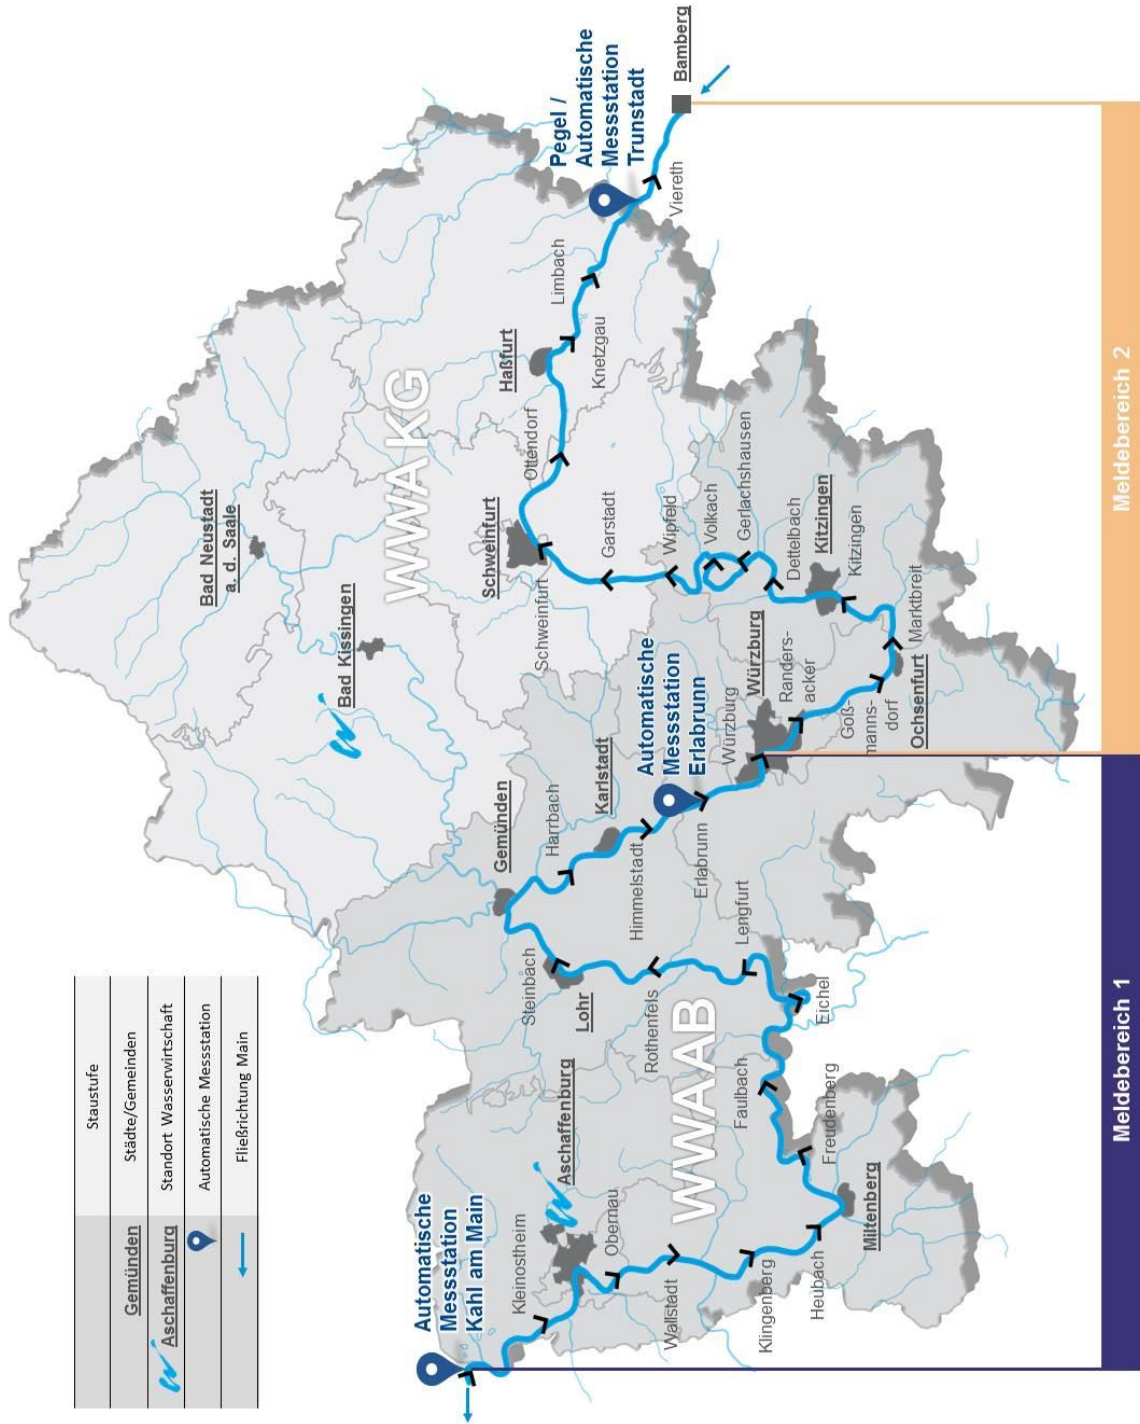 Staustufe
Gemünden
Städte/Gemeinden
Aschaffenburg
Standort Wasserwirtschaft
Automatische Messstation
Fließrichtung Main
Automatische
Messstation
Kahl am Main
Kleinostheim
Aschaffenburg
Obernau
Wallstadt
Klingenberg
Heubach
Miltenberg
Freudenberg
Faulbach
Eichel
Lengfurt
Rothenfels
Lohr
Steinbach
Gemünden
Harrbach
Karlstadt
Himmelstadt
Automatische
Messstation
Erlabrunn
Erlabrunn
Würzburg
Würzburg
Randers-
acker
Goß-
manns-
dorf
Ochsenfurt
Marktbreit
Kitzingen
Kitzingen
Dettelbach
Gerlachshausen
Volkach
Wipfeld
Garstadt
Schweinfurt
Schweinfurt
Ottendorf
Haßfurt
Knetzgau
Limbach
Pegel /
Automatische
Messstation
Trunstadt
Viereth
Bamberg
Bad Kissingen
Bad Neustadt
a. d. Saale
WWA KG
WWA AB
Meldebereich 1
Meldebereich 2